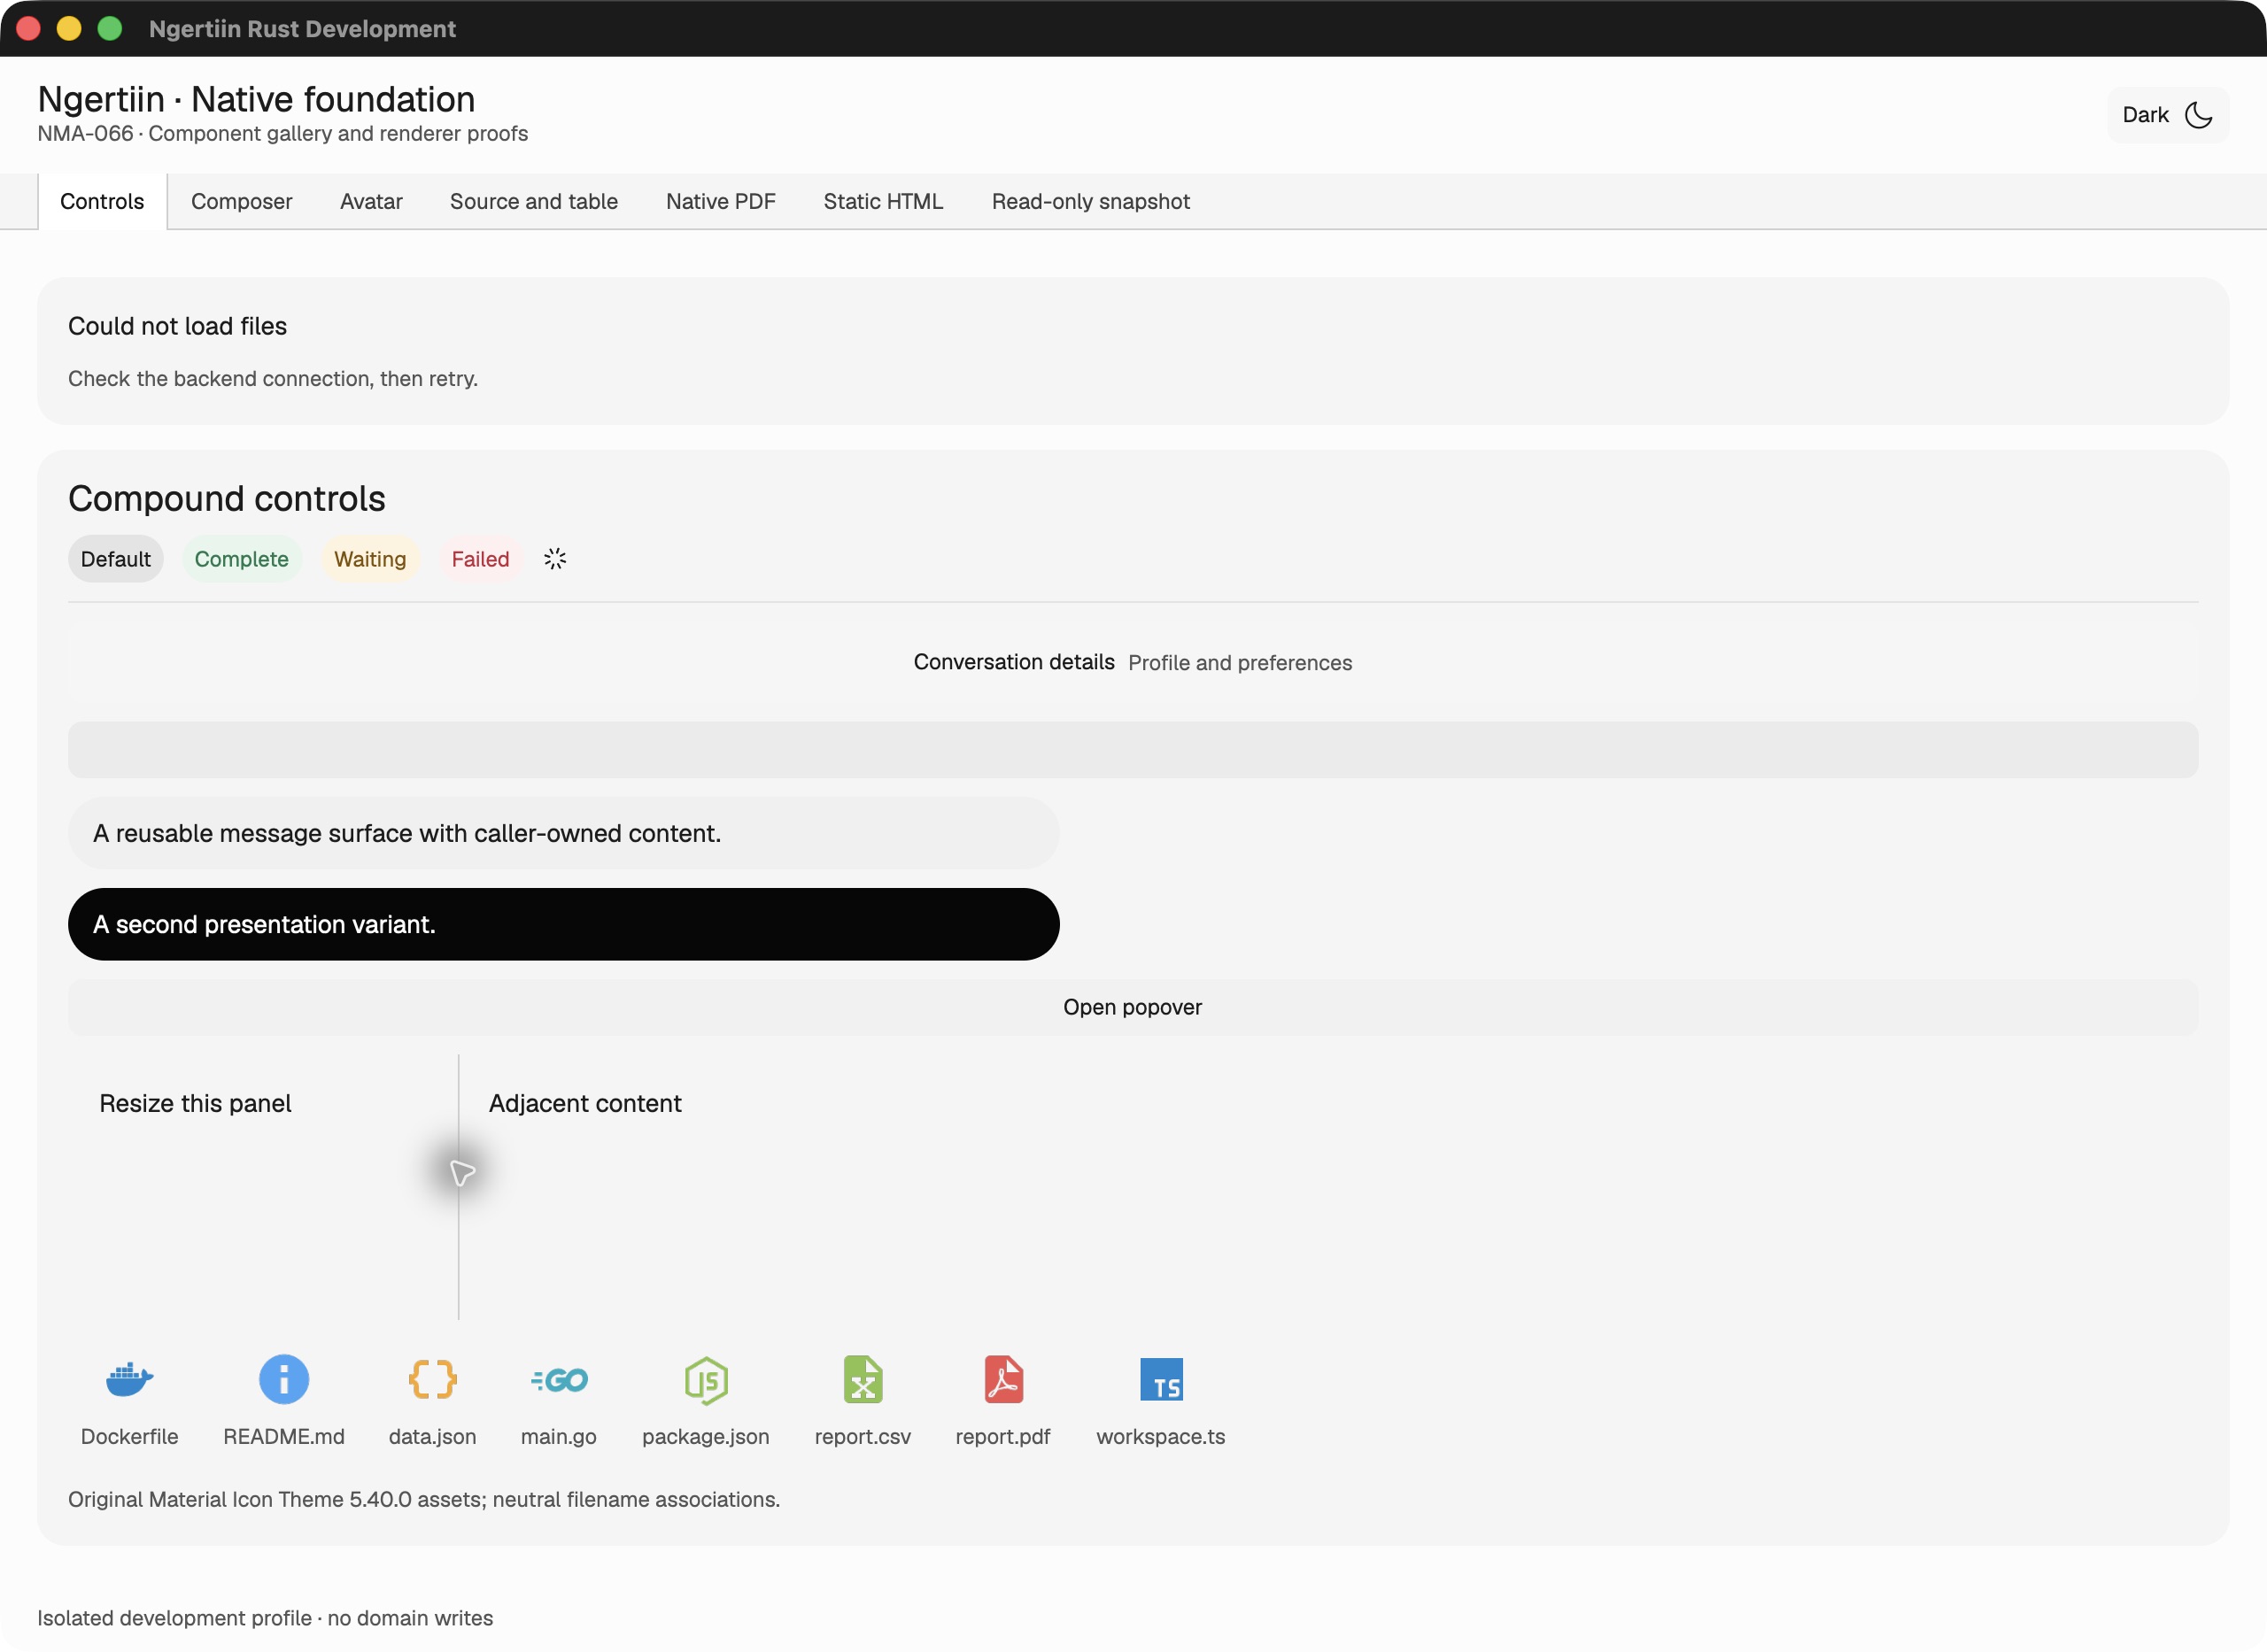 Ngertiin Rust Development
Ngertiin · Native foundation
NMA-066 · Component gallery and renderer proofs
Dark
Controls Composer Avatar Source and table Native PDF Static HTML Read-only snapshot
Could not load files
Check the backend connection, then retry.
Compound controls
Default Complete Waiting Failed
Conversation details Profile and preferences
A reusable message surface with caller-owned content.
A second presentation variant.
Open popover
Resize this panel Adjacent content
GO JS TS
Dockerfile README.md data.json main.go package.json report.csv report.pdf workspace.ts
Original Material Icon Theme 5.40.0 assets; neutral filename associations.
Isolated development profile · no domain writes